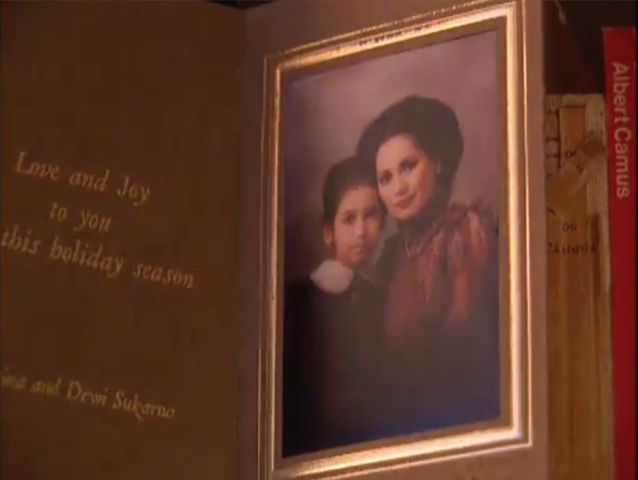 Love and Joy
to you
this holiday season
and Dewi Sukarno
Albert Camus